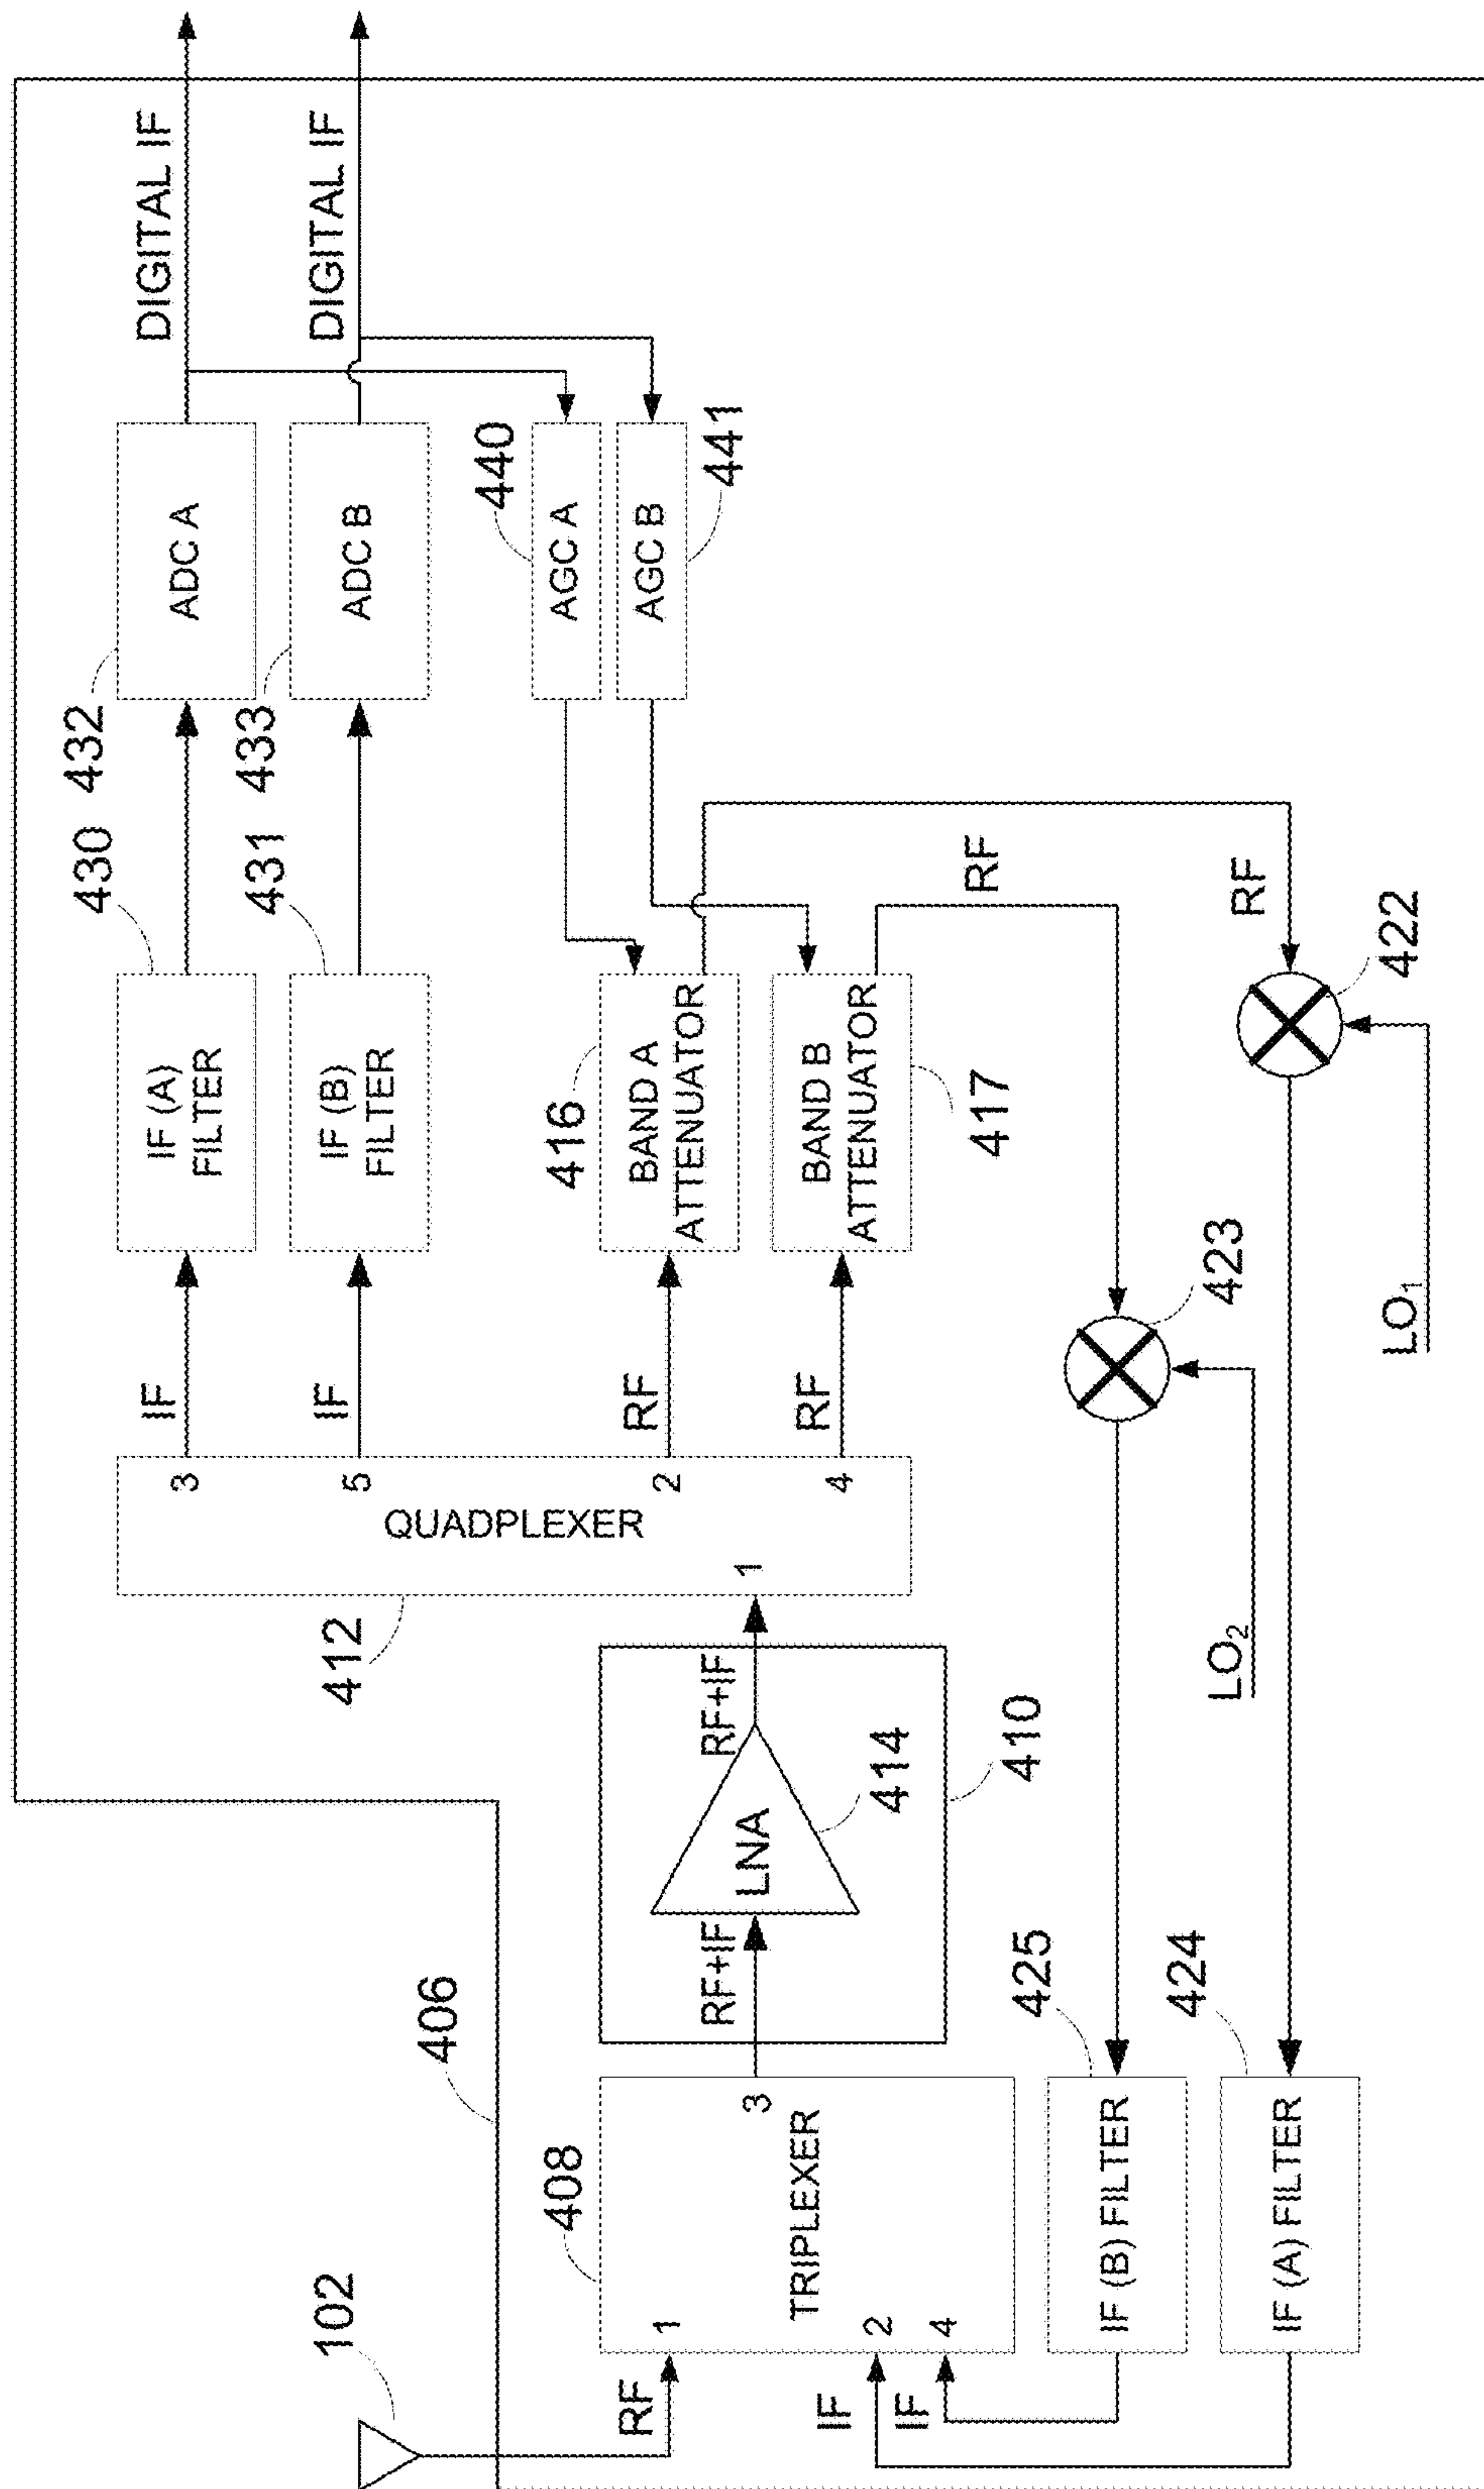 102
406
408
RF
1
TRIPLEXER
3
IF
2
IF
4
RF+IF
LNA
RF+IF
414
410
412
1
QUADPLEXER
3
5
2
4
IF
IF
RF
RF
430
IF (A)
FILTER
431
IF (B)
FILTER
432
ADC A
433
ADC B
DIGITAL IF
DIGITAL IF
440
AGC A
AGC B
441
416
BAND A
ATTENUATOR
BAND B
ATTENUATOR
417
RF
RF
423
422
LO2
LO1
425
IF (B) FILTER
424
IF (A) FILTER